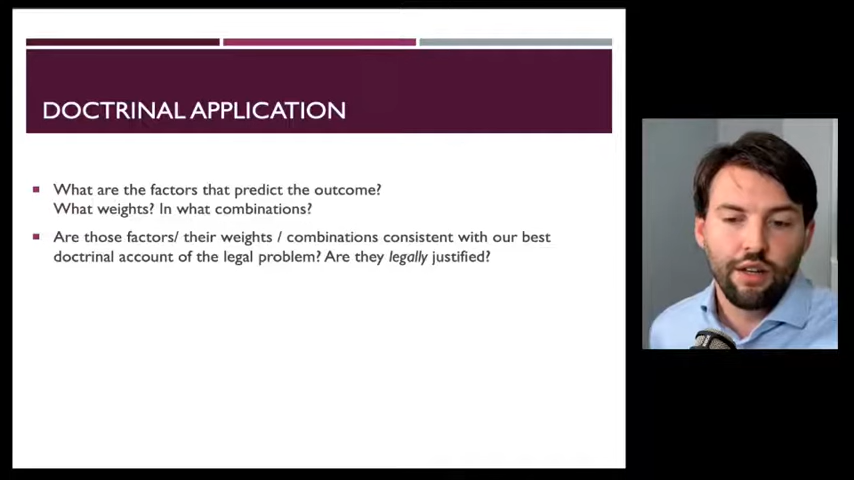 DOCTRINAL APPLICATION
What are the factors that predict the outcome?
What weights? In what combinations?
Are those factors/ their weights / combinations consistent with our best
doctrinal account of the legal problem? Are they legally justified?